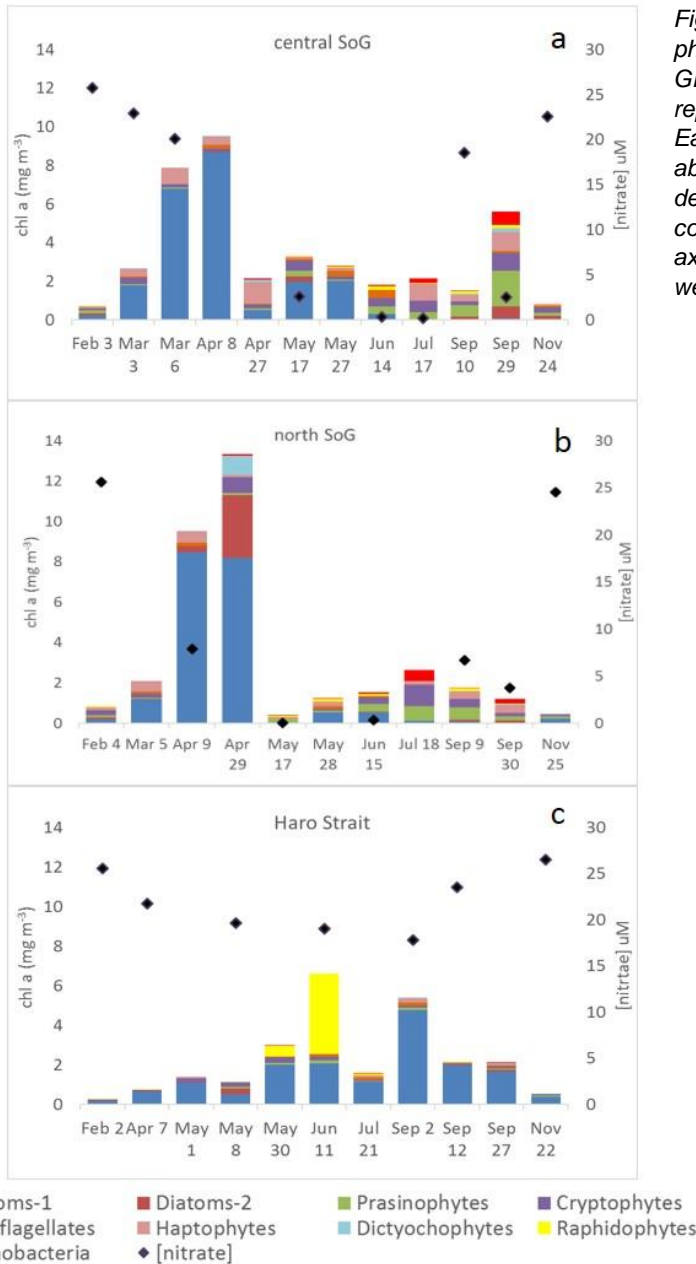 Fig
ph
rep
Ea
ab
de
co
ax
we
central SoG
a
chl a (mg m-3)
14
12
10
8
6
4
2
0
30
25
20
15
10
5
0
[nitrate] uM
Feb 3 Mar Mar Apr 8 Apr May May Jun Jul Sep Sep Nov
3 6 27 17 27 14 17 10 29 24
north SoG
b
chl a (mg m-3)
14
12
10
8
6
4
2
0
30
25
20
15
10
5
0
[nitrate] uM
Feb 4 Mar 5 Apr 9 Apr May May Jun Jul 18 Sep 9 Sep Nov
29 17 28 15 30 25
Haro Strait
c
chl a (mg m-3)
14
12
10
8
6
4
2
0
30
25
20
15
10
5
0
[nitrtae] uM
Feb 2 Apr 7 May May May Jun Jul Sep 2 Sep Sep Nov
1 8 30 11 21 12 27 22
oms-1 Diatoms-2 Prasinophytes Cryptophytes
flagellates Haptophytes Dictyochophytes Raphidophytes
nobacteria [nitrate]